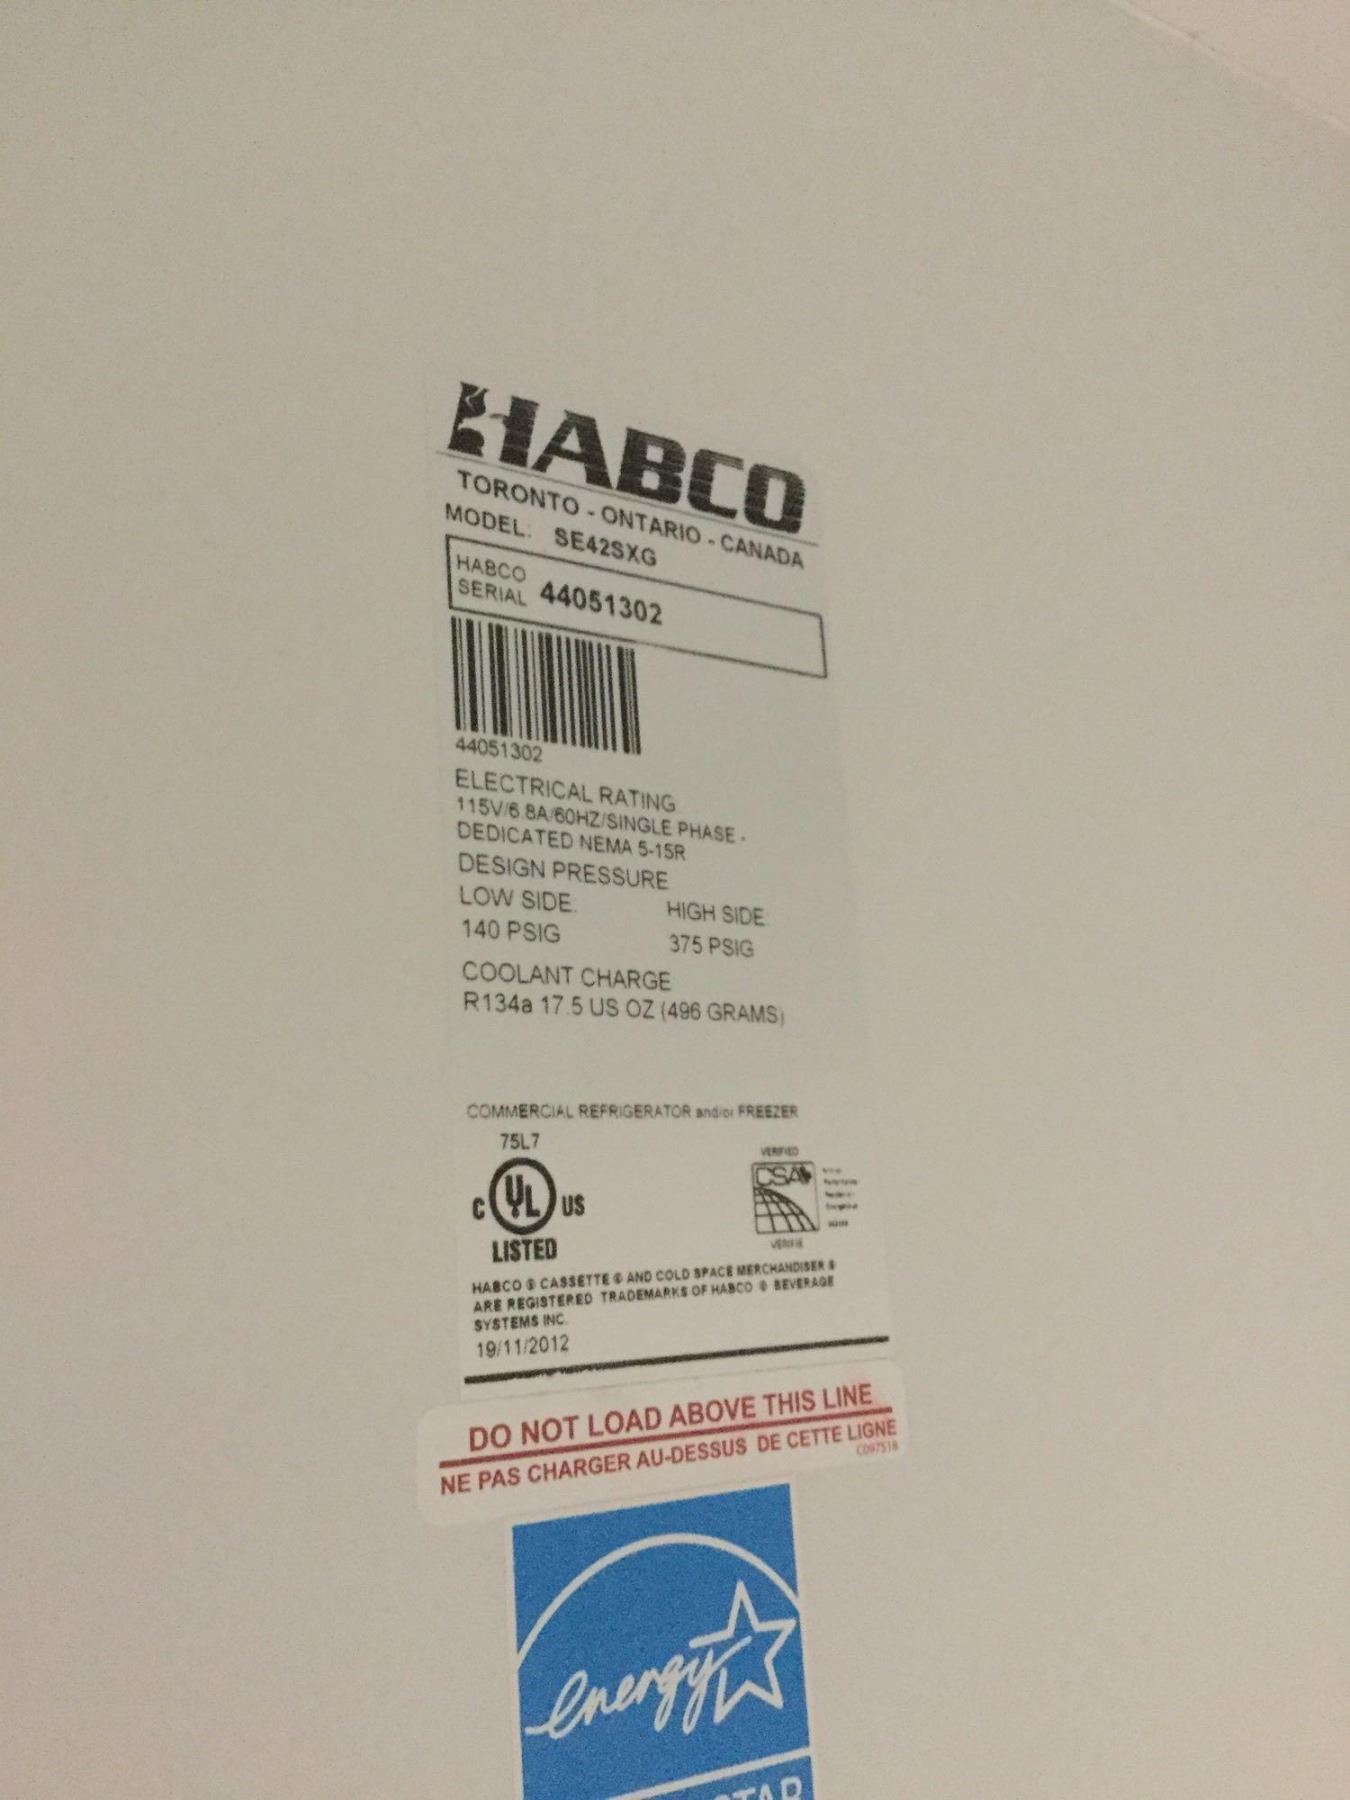 HABCO
TORONTO - ONTARIO - CANADA
MODEL: SE42SXG
HABCO
SERIAL 44051302
44051302
ELECTRICAL RATING
115V/6.8A/60HZ/SINGLE PHASE -
DEDICATED NEMA 5-15R
DESIGN PRESSURE
LOW SIDE: HIGH SIDE:
140 PSIG 375 PSIG
COOLANT CHARGE
R134a 17.5 US OZ (496 GRAMS)
COMMERCIAL REFRIGERATOR and/or FREEZER
75L7
C UL US
LISTED
VERIFIED
CSA
VERIFIÉ
HABCO ® CASSETTE ® AND COLD SPACE MERCHANDISER ®
ARE REGISTERED TRADEMARKS OF HABCO ® BEVERAGE
SYSTEMS INC.
19/11/2012
DO NOT LOAD ABOVE THIS LINE
NE PAS CHARGER AU-DESSUS DE CETTE LIGNE
CD97518
energy
STAR